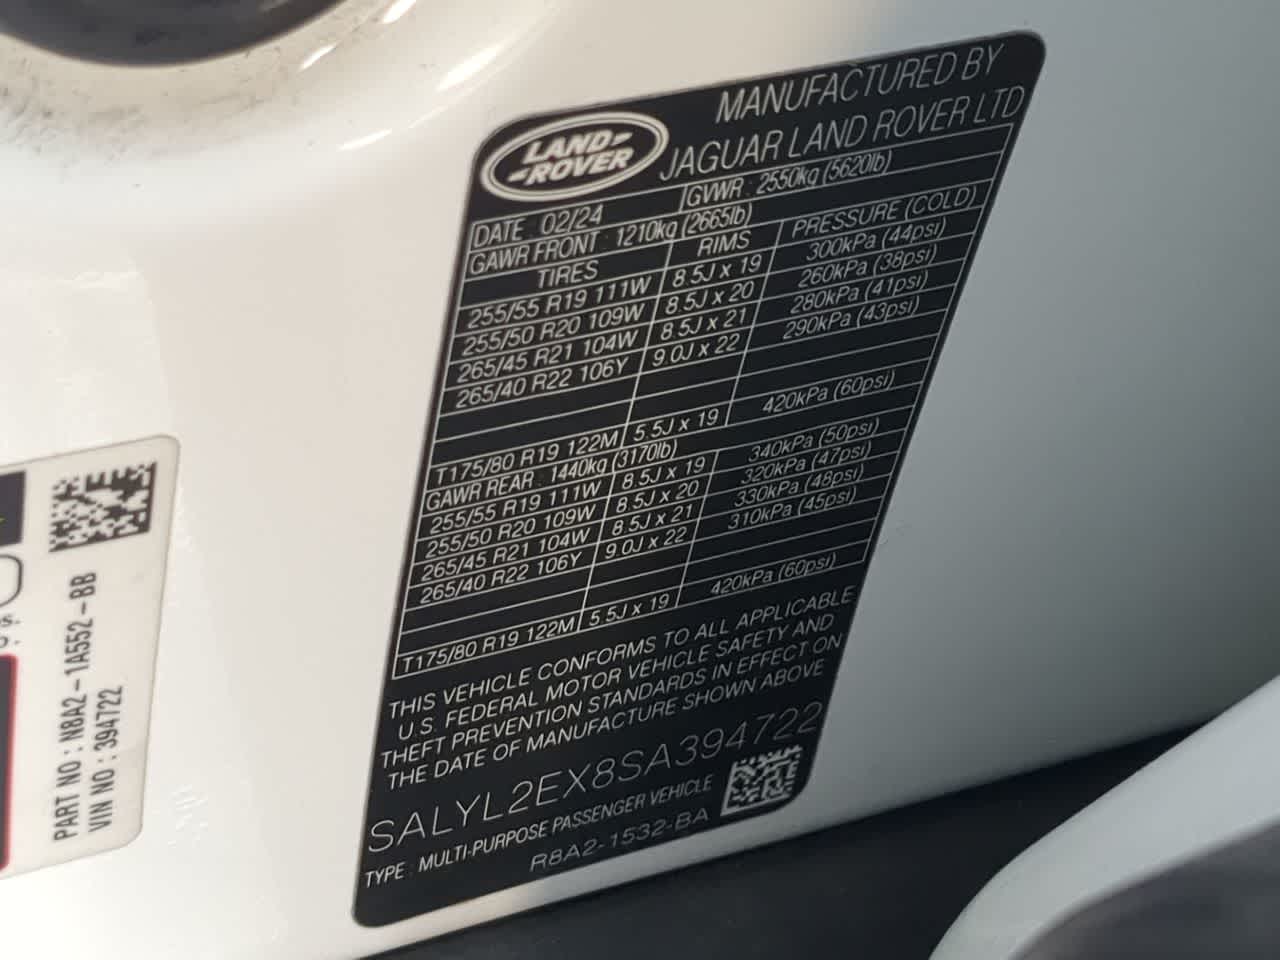 LAND-
-ROVER
MANUFACTURED BY
JAGUAR LAND ROVER LTD
DATE : 02/24 GVWR : 2550kg (5620lb)
GAWR FRONT : 1210kg (2665lb)
TIRES RIMS PRESSURE (COLD)
255/55 R19 111W 8.5J x 19 300kPa (44psi)
255/50 R20 109W 8.5J x 20 260kPa (38psi)
265/45 R21 104W 8.5J x 21 280kPa (41psi)
265/40 R22 106Y 9.0J x 22 290kPa (43psi)
T175/80 R19 122M 5.5J x 19 420kPa (60psi)
GAWR REAR : 1440kg (3170lb)
255/55 R19 111W 8.5J x 19 340kPa (50psi)
255/50 R20 109W 8.5J x 20 320kPa (47psi)
265/45 R21 104W 8.5J x 21 330kPa (48psi)
265/40 R22 106Y 9.0J x 22 310kPa (45psi)
T175/80 R19 122M 5.5J x 19 420kPa (60psi)
THIS VEHICLE CONFORMS TO ALL APPLICABLE
U.S. FEDERAL MOTOR VEHICLE SAFETY AND
THEFT PREVENTION STANDARDS IN EFFECT ON
THE DATE OF MANUFACTURE SHOWN ABOVE
SALYL2EX8SA394722
TYPE : MULTI-PURPOSE PASSENGER VEHICLE
R8A2-1532-BA
PART NO : N8A2-1A552-BB
VIN NO : 394722